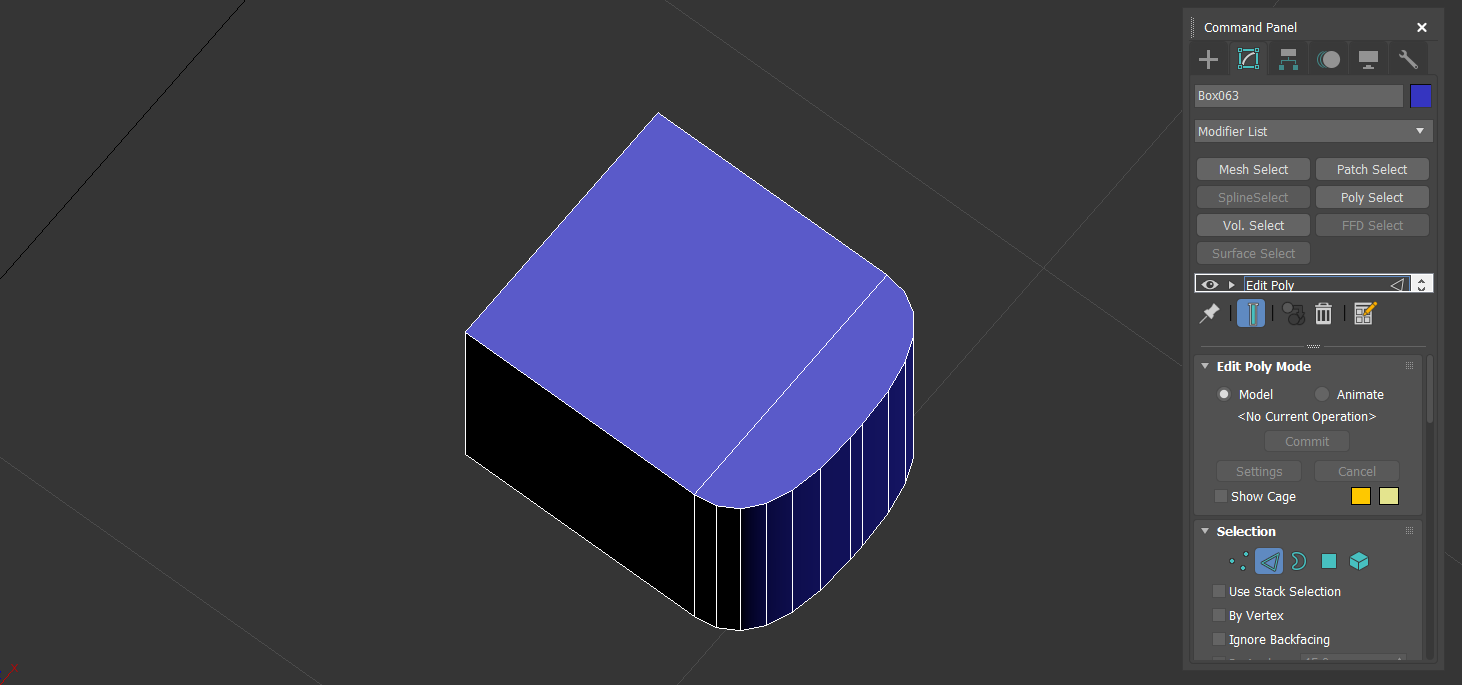 Command Panel
Box063
Modifier List
Mesh Select Patch Select
SplineSelect Poly Select
Vol. Select FFD Select
Surface Select
Edit Poly
Edit Poly Mode
Model Animate
<No Current Operation>
Commit
Settings Cancel
Show Cage
Selection
Use Stack Selection
By Vertex
Ignore Backfacing